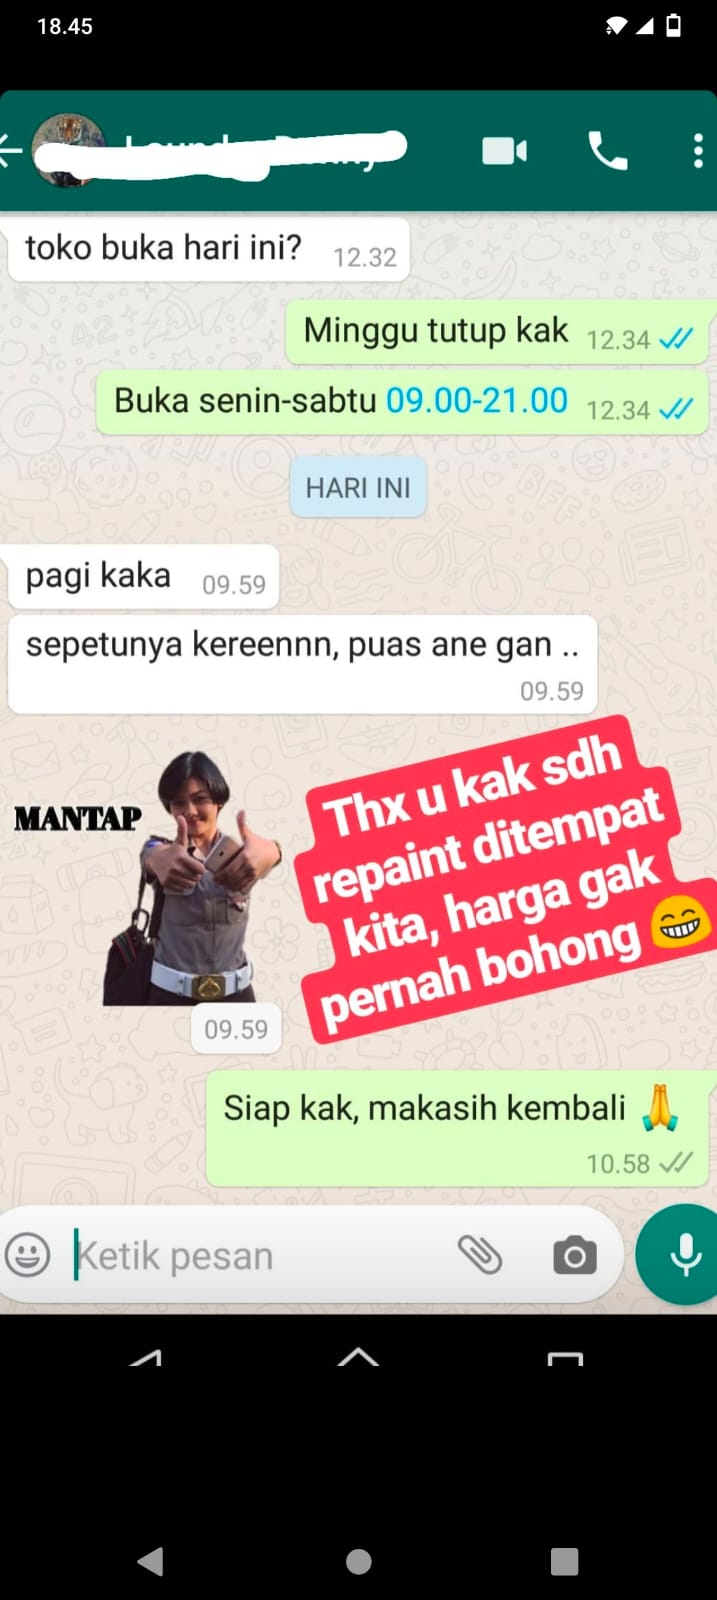 18.45
toko buka hari ini? 12.32
Minggu tutup kak 12.34
Buka senin-sabtu 09.00-21.00 12.34
HARI INI
pagi kaka 09.59
sepetunya kereennn, puas ane gan ..
09.59
MANTAP
09.59
Thx u kak sdh
repaint ditempat
kita, harga gak
pernah bohong 😁
Siap kak, makasih kembali 🙏
10.58
Ketik pesan